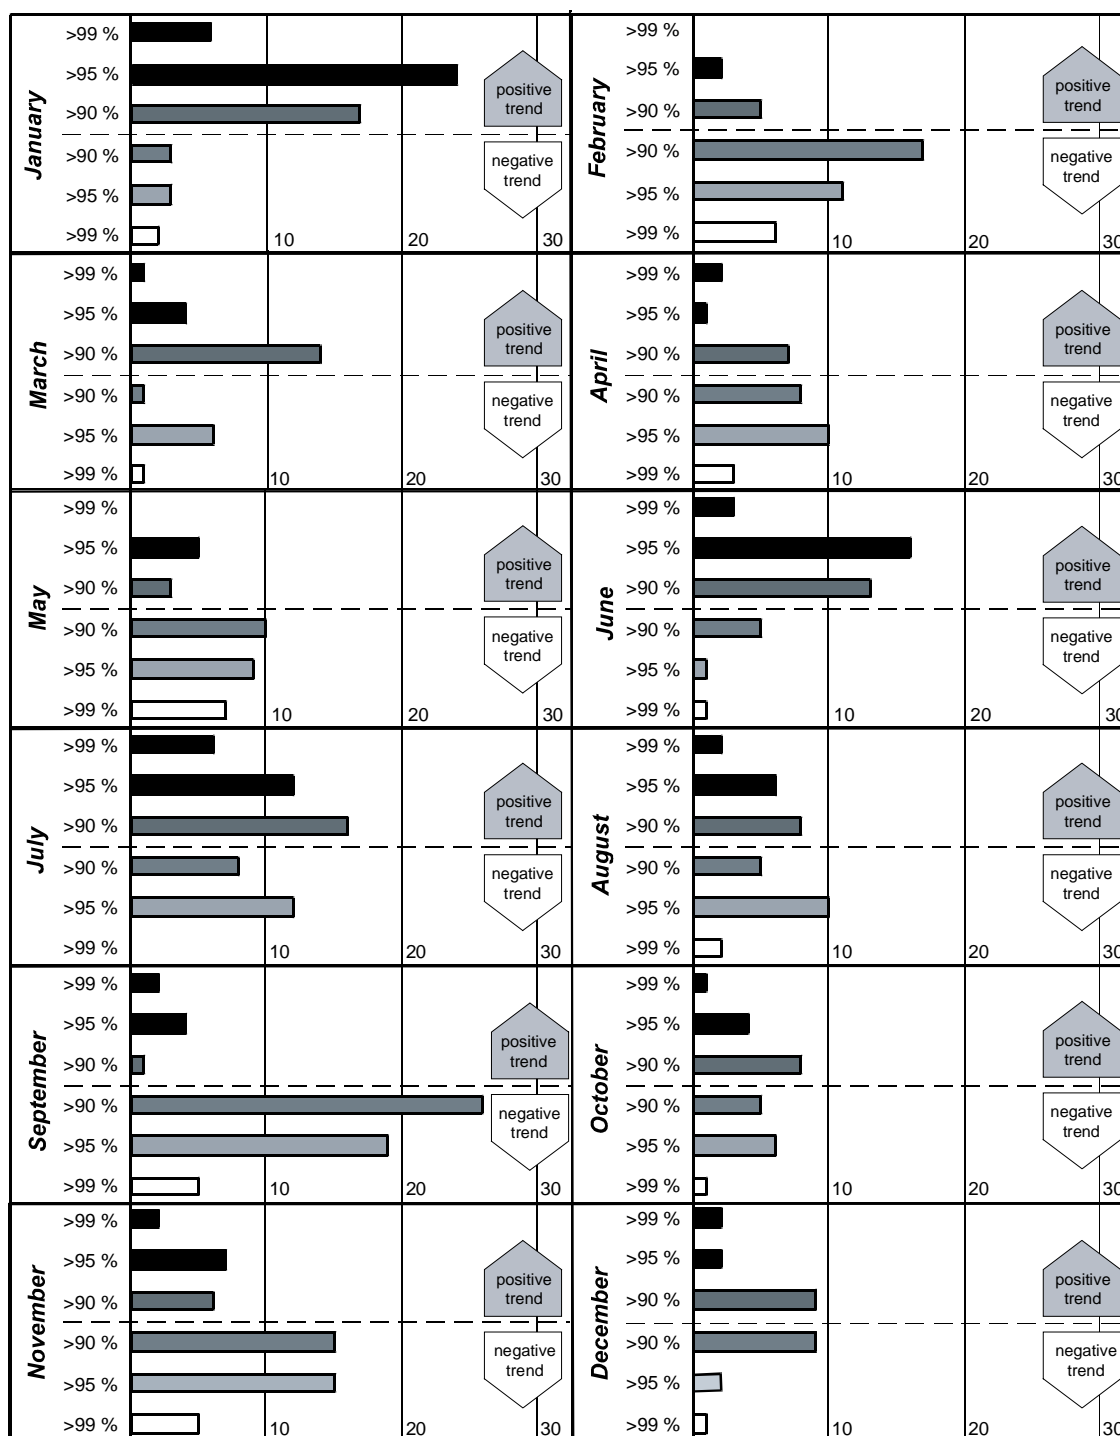 January
>99 %
>95 %
>90 %
>90 %
>95 %
>99 %
positive
trend
negative
trend
10 20 30
February
>99 %
>95 %
>90 %
>90 %
>95 %
>99 %
positive
trend
negative
trend
10 20 30
March
>99 %
>95 %
>90 %
>90 %
>95 %
>99 %
positive
trend
negative
trend
10 20 30
April
>99 %
>95 %
>90 %
>90 %
>95 %
>99 %
positive
trend
negative
trend
10 20 30
May
>99 %
>95 %
>90 %
>90 %
>95 %
>99 %
positive
trend
negative
trend
10 20 30
June
>99 %
>95 %
>90 %
>90 %
>95 %
>99 %
positive
trend
negative
trend
10 20 30
July
>99 %
>95 %
>90 %
>90 %
>95 %
>99 %
positive
trend
negative
trend
10 20 30
August
>99 %
>95 %
>90 %
>90 %
>95 %
>99 %
positive
trend
negative
trend
10 20 30
September
>99 %
>95 %
>90 %
>90 %
>95 %
>99 %
positive
trend
negative
trend
10 20 30
October
>99 %
>95 %
>90 %
>90 %
>95 %
>99 %
positive
trend
negative
trend
10 20 30
November
>99 %
>95 %
>90 %
>90 %
>95 %
>99 %
positive
trend
negative
trend
10 20 30
December
>99 %
>95 %
>90 %
>90 %
>95 %
>99 %
positive
trend
negative
trend
10 20 30